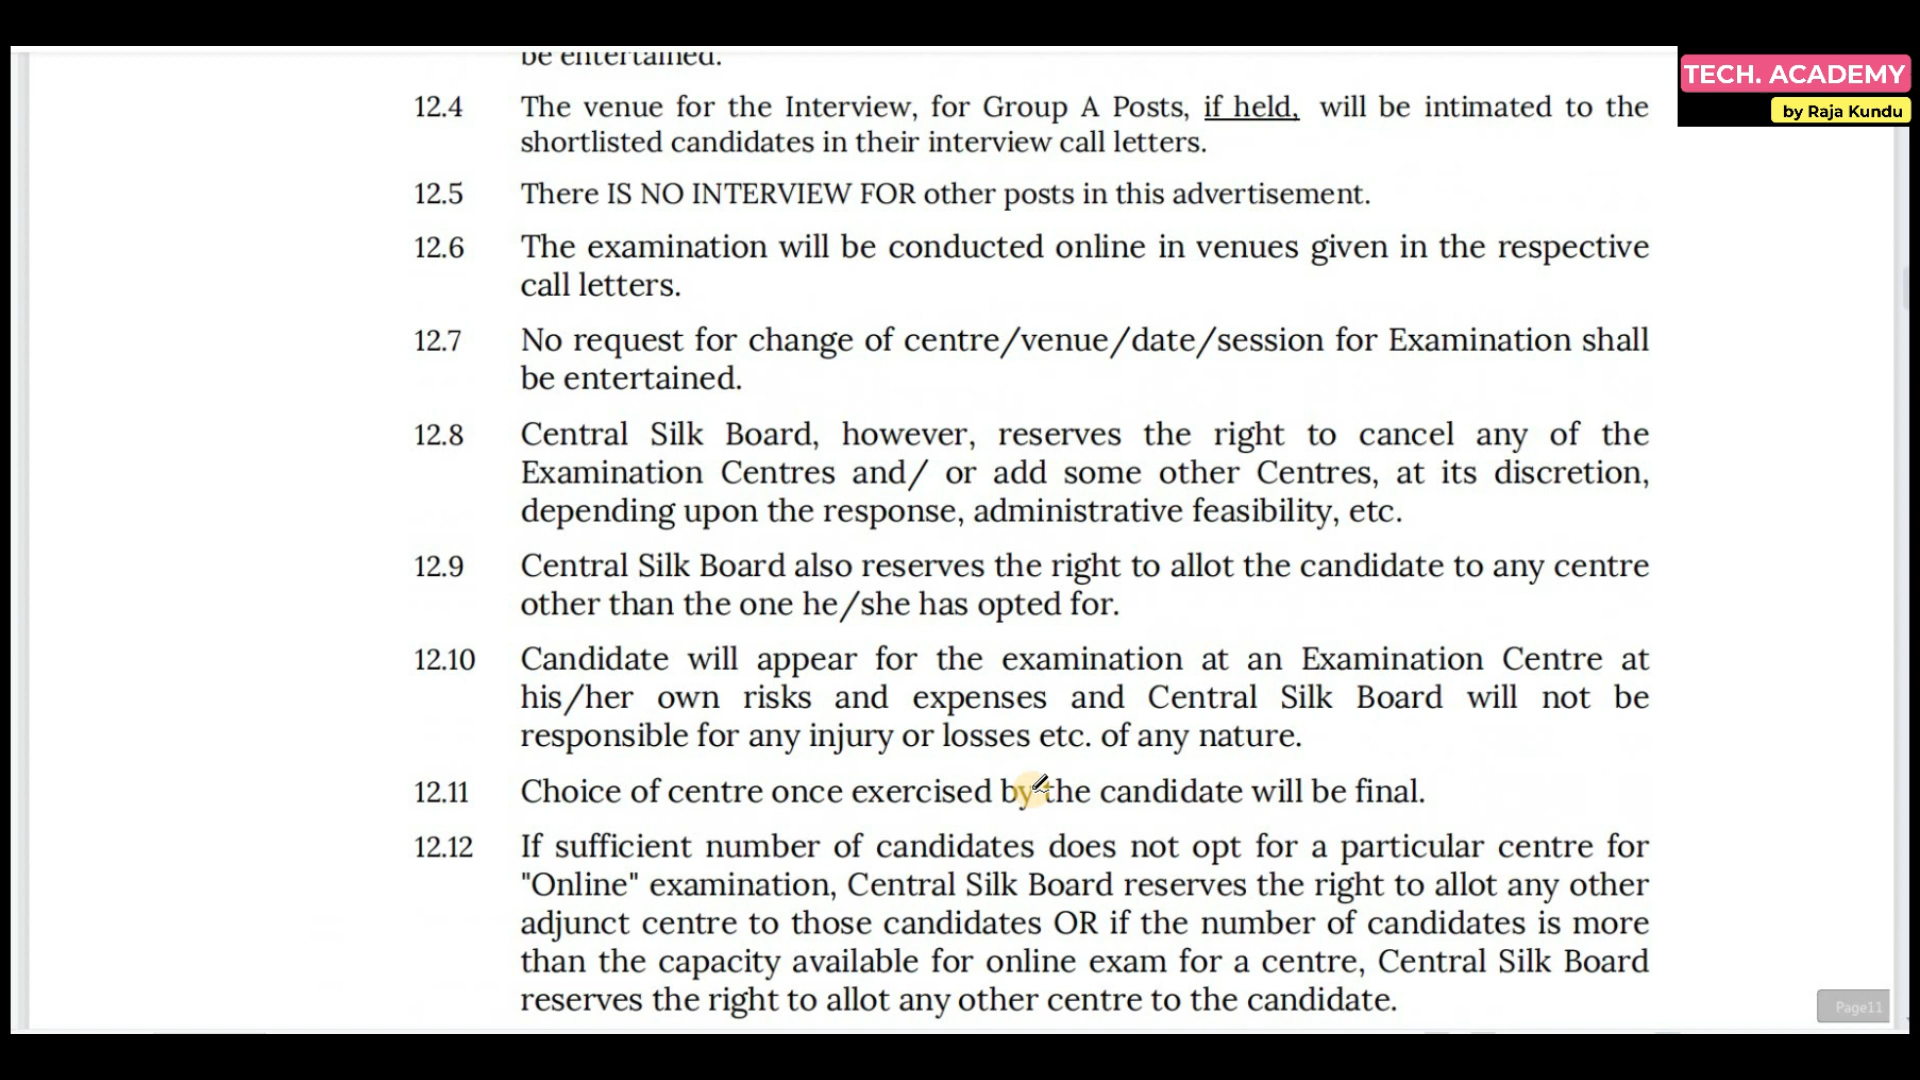 be entertained.
TECH. ACADEMY
by Raja Kundu
12.4 The venue for the Interview, for Group A Posts, if held, will be intimated to the
shortlisted candidates in their interview call letters.
12.5 There IS NO INTERVIEW FOR other posts in this advertisement.
12.6 The examination will be conducted online in venues given in the respective
call letters.
12.7 No request for change of centre/venue/date/session for Examination shall
be entertained.
12.8 Central Silk Board, however, reserves the right to cancel any of the
Examination Centres and/ or add some other Centres, at its discretion,
depending upon the response, administrative feasibility, etc.
12.9 Central Silk Board also reserves the right to allot the candidate to any centre
other than the one he/she has opted for.
12.10 Candidate will appear for the examination at an Examination Centre at
his/her own risks and expenses and Central Silk Board will not be
responsible for any injury or losses etc. of any nature.
12.11 Choice of centre once exercised by the candidate will be final.
12.12 If sufficient number of candidates does not opt for a particular centre for
"Online" examination, Central Silk Board reserves the right to allot any other
adjunct centre to those candidates OR if the number of candidates is more
than the capacity available for online exam for a centre, Central Silk Board
reserves the right to allot any other centre to the candidate.
Page11